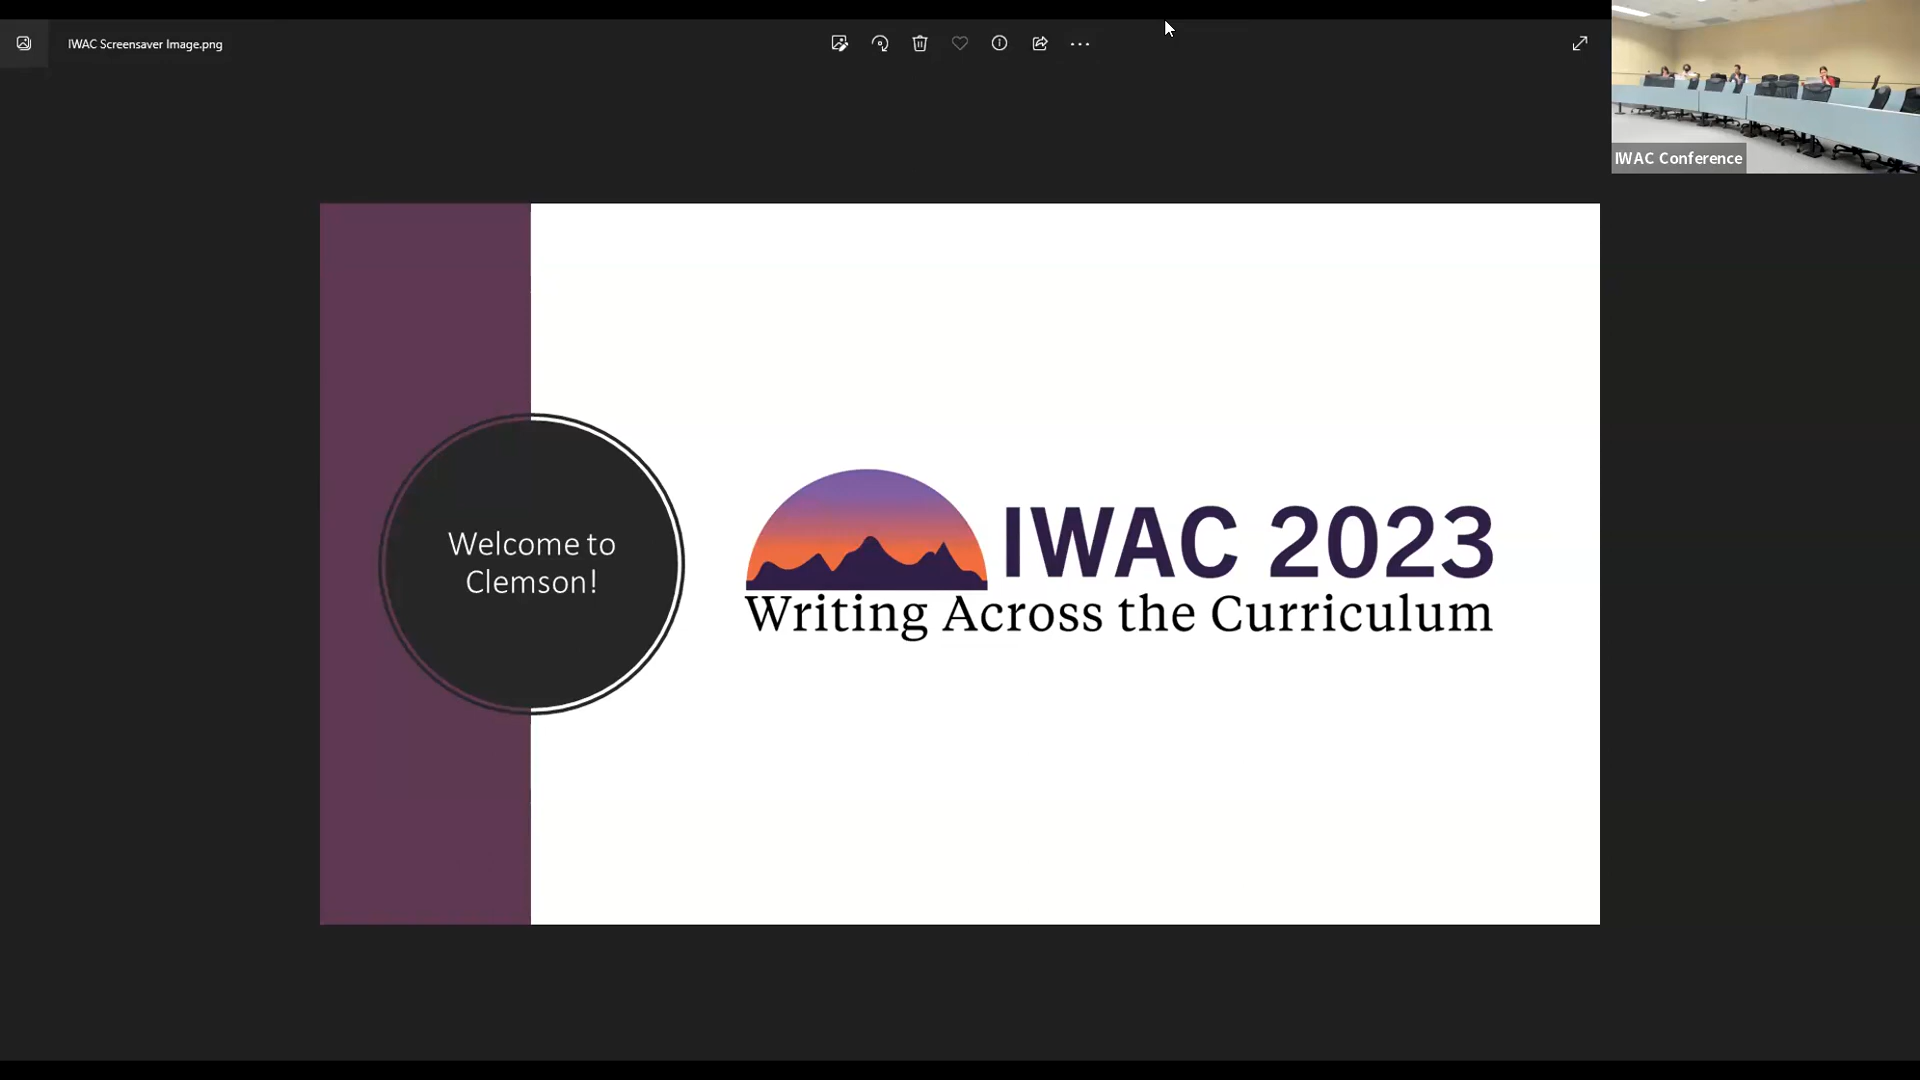 IWAC Screensaver Image.png
IWAC Conference
Welcome to
Clemson!
IWAC 2023
Writing Across the Curriculum